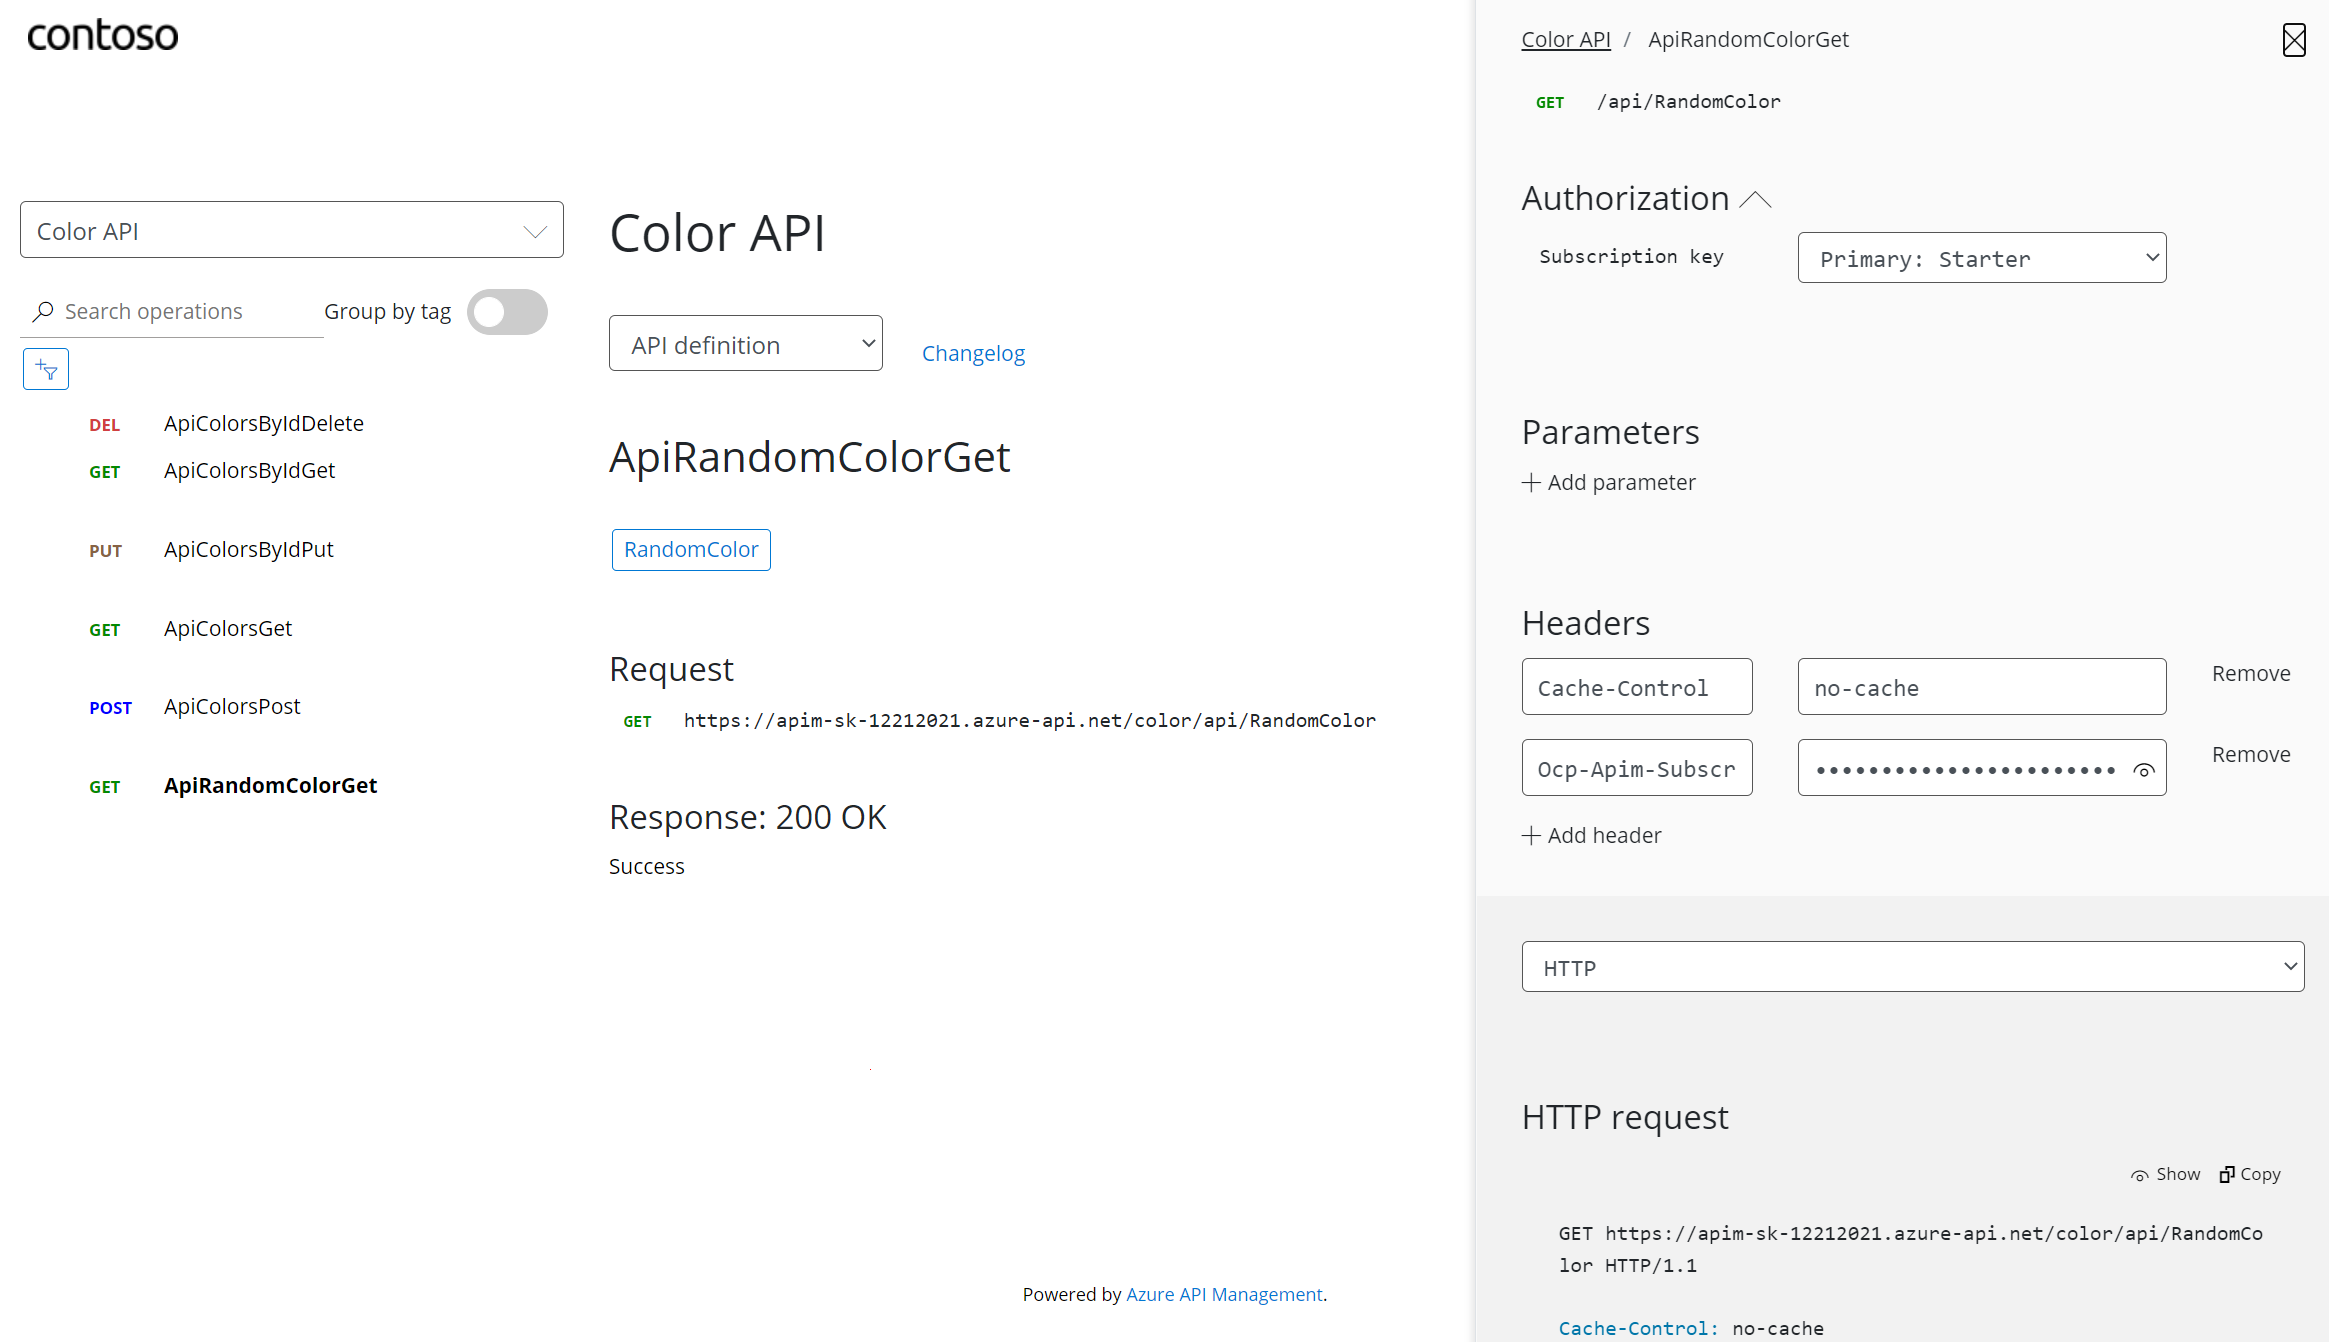 contoso
Color API
Search operations
Group by tag
DEL ApiColorsByIdDelete
GET ApiColorsByIdGet
PUT ApiColorsByIdPut
GET ApiColorsGet
POST ApiColorsPost
GET ApiRandomColorGet
Color API
API definition
Changelog
ApiRandomColorGet
RandomColor
Request
GET https://apim-sk-12212021.azure-api.net/color/api/RandomColor
Response: 200 OK
Success
Powered by Azure API Management.
Color API / ApiRandomColorGet
GET /api/RandomColor
Authorization
Subscription key Primary: Starter
Parameters
Add parameter
Headers
Cache-Control no-cache Remove
Ocp-Apim-Subscr ••••••••••••••••••••••• Remove
Add header
HTTP
HTTP request
Show Copy
GET https://apim-sk-12212021.azure-api.net/color/api/RandomCo
lor HTTP/1.1
Cache-Control: no-cache